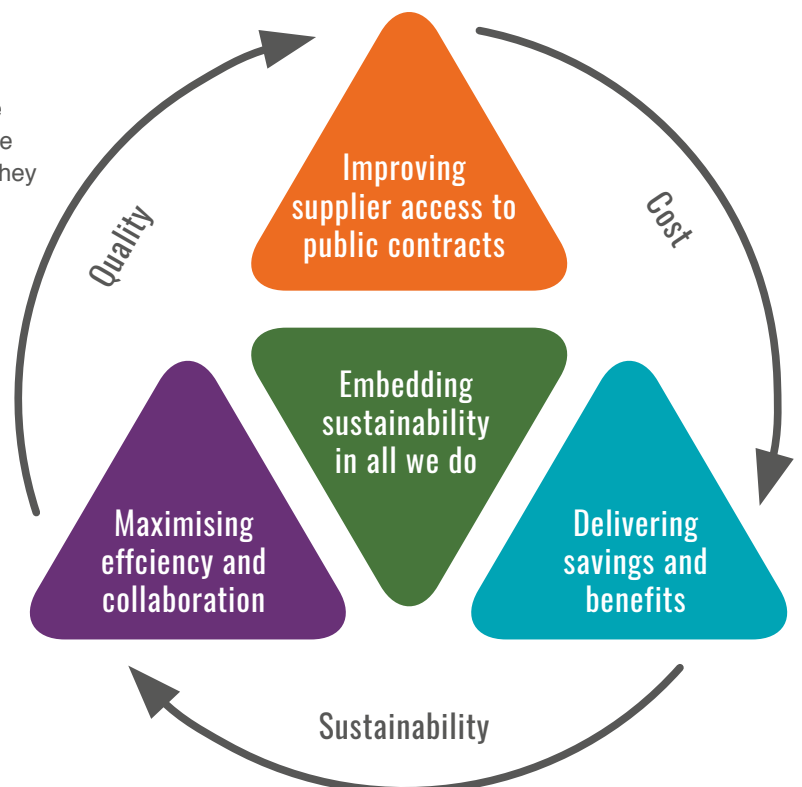 e
e
hey
Quality
Cost
Improving
supplier access to
public contracts
Embedding
sustainability
in all we do
Maximising
effciency and
collaboration
Delivering
savings and
benefits
Sustainability